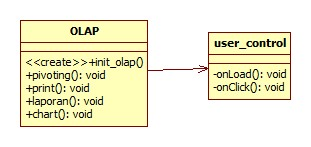 OLAP
<<create>>+init_olap()
+pivoting(): void
+print(): void
+laporan(): void
+chart(): void
user_control
-onLoad(): void
-onClick(): void